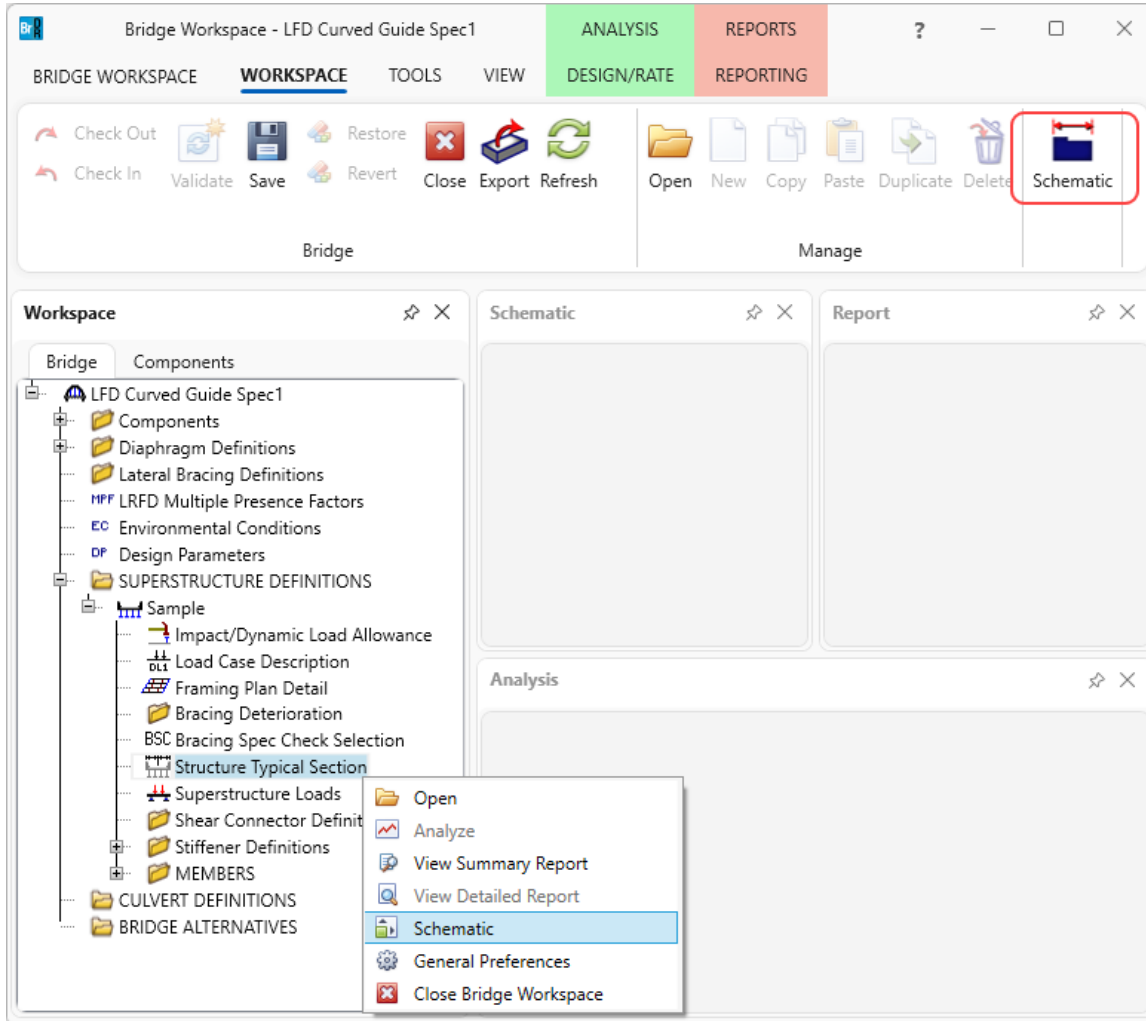 Br R Bridge Workspace - LFD Curved Guide Spec1 ANALYSIS REPORTS ?
BRIDGE WORKSPACE WORKSPACE TOOLS VIEW DESIGN/RATE REPORTING
Check Out
Check In
Validate
Save
Restore
Revert
Close
Export
Refresh
Bridge
Open
New
Copy
Paste
Duplicate
Delete
Manage
Schematic
Workspace
Bridge Components
LFD Curved Guide Spec1
Components
Diaphragm Definitions
Lateral Bracing Definitions
MPF LRFD Multiple Presence Factors
EC Environmental Conditions
DP Design Parameters
SUPERSTRUCTURE DEFINITIONS
Sample
Impact/Dynamic Load Allowance
DL1 Load Case Description
Framing Plan Detail
Bracing Deterioration
BSC Bracing Spec Check Selection
Structure Typical Section
Superstructure Loads
Shear Connector Definit
Stiffener Definitions
MEMBERS
CULVERT DEFINITIONS
BRIDGE ALTERNATIVES
Open
Analyze
View Summary Report
View Detailed Report
Schematic
General Preferences
Close Bridge Workspace
Schematic
Report
Analysis